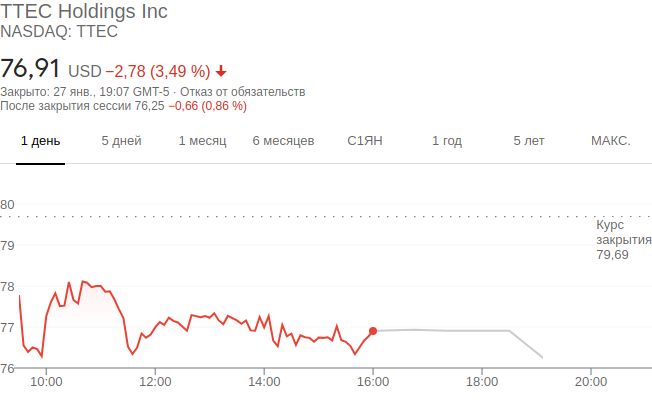 TTEC Holdings Inc
NASDAQ: TTEC
76,91 USD −2,78 (3,49 %)
Закрыто: 27 янв., 19:07 GMT-5 · Отказ от обязательств
После закрытия сессии 76,25 −0,66 (0,86 %)
1 день 5 дней 1 месяц 6 месяцев С1ЯН 1 год 5 лет МАКС.
80
Курс
закрытия
79,69
79
78
77
76
10:00 12:00 14:00 16:00 18:00 20:00